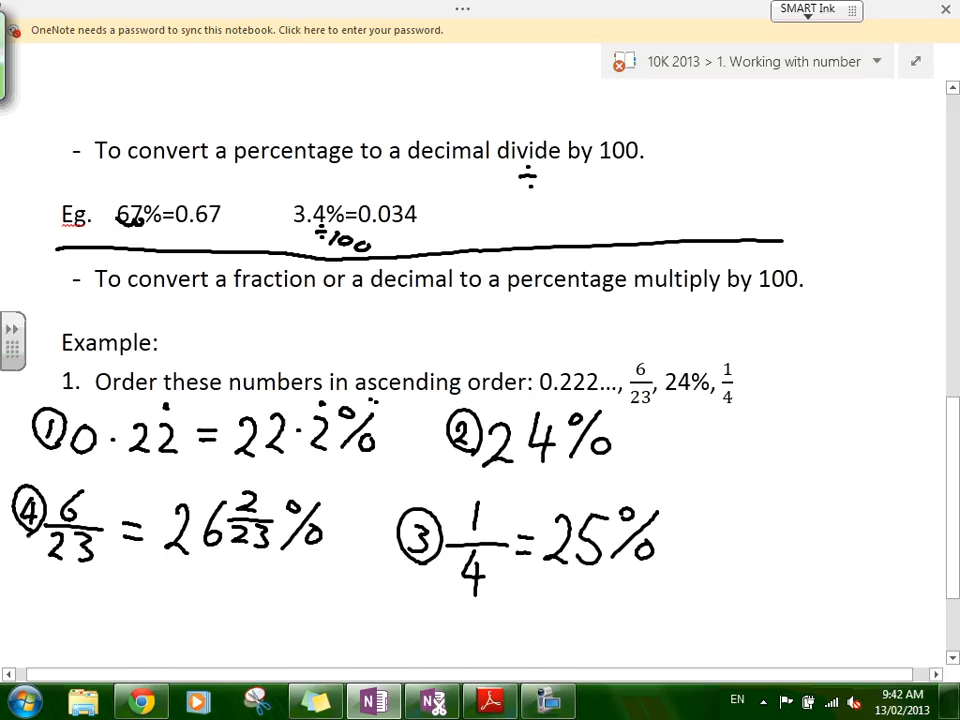 SMART Ink
OneNote needs a password to sync this notebook. Click here to enter your password.
10K 2013 > 1. Working with number
- To convert a percentage to a decimal divide by 100.
÷
Eg. 67%=0.67 3.4%=0.034
÷100
- To convert a fraction or a decimal to a percentage multiply by 100.
Example:
1. Order these numbers in ascending order: 0.222..., 6/23, 24%, 1/4
① 0.22̇ = 22.2̇% ② 24%
④ 6/23 = 26 2/23% ③ 1/4 = 25%
EN 9:42 AM
13/02/2013